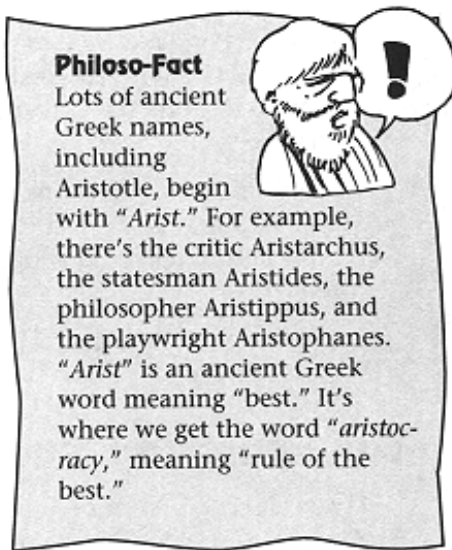 Philoso-Fact
Lots of ancient
Greek names,
including
Aristotle, begin
with "Arist." For example,
there's the critic Aristarchus,
the statesman Aristides, the
philosopher Aristippus, and
the playwright Aristophanes.
"Arist" is an ancient Greek
word meaning "best." It's
where we get the word "aristoc-
racy," meaning "rule of the
best."
!